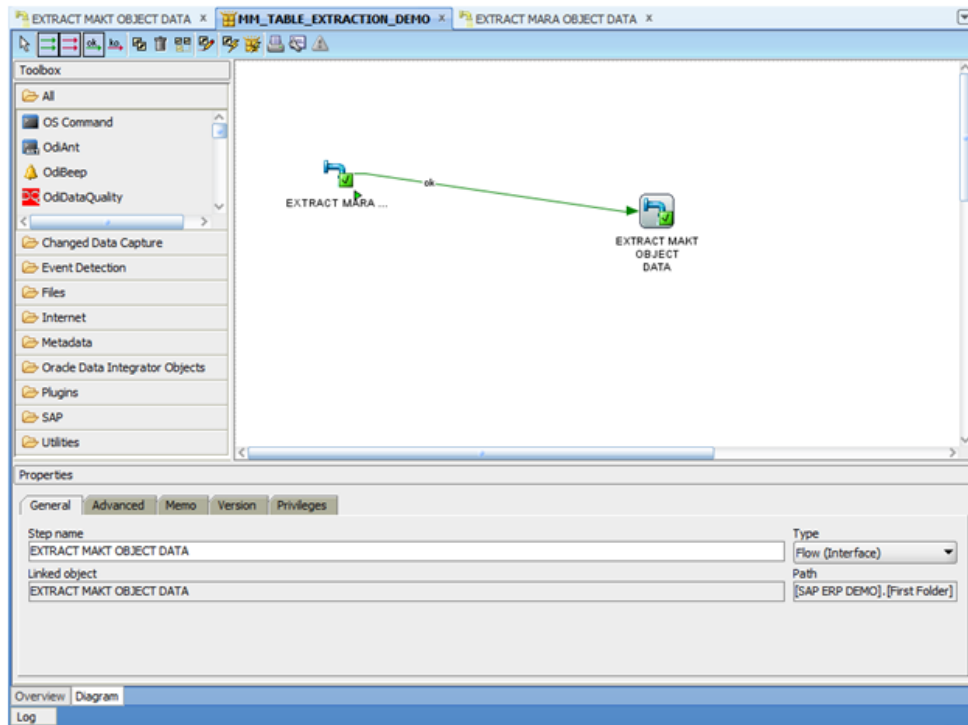 EXTRACT MAKT OBJECT DATA x MM_TABLE_EXTRACTION_DEMO x EXTRACT MARA OBJECT DATA x
ok ko
Toolbox
All
OS Command
OdiAnt
OdiBeep
OdiDataQuality
Changed Data Capture
Event Detection
Files
Internet
Metadata
Oracle Data Integrator Objects
Plugins
SAP
Utilities
ok
EXTRACT MARA ...
EXTRACT MAKT
OBJECT
DATA
Properties
General Advanced Memo Version Privileges
Step name Type
EXTRACT MAKT OBJECT DATA Flow (Interface)
Linked object Path
EXTRACT MAKT OBJECT DATA [SAP ERP DEMO].[First Folder]
Overview Diagram
Log